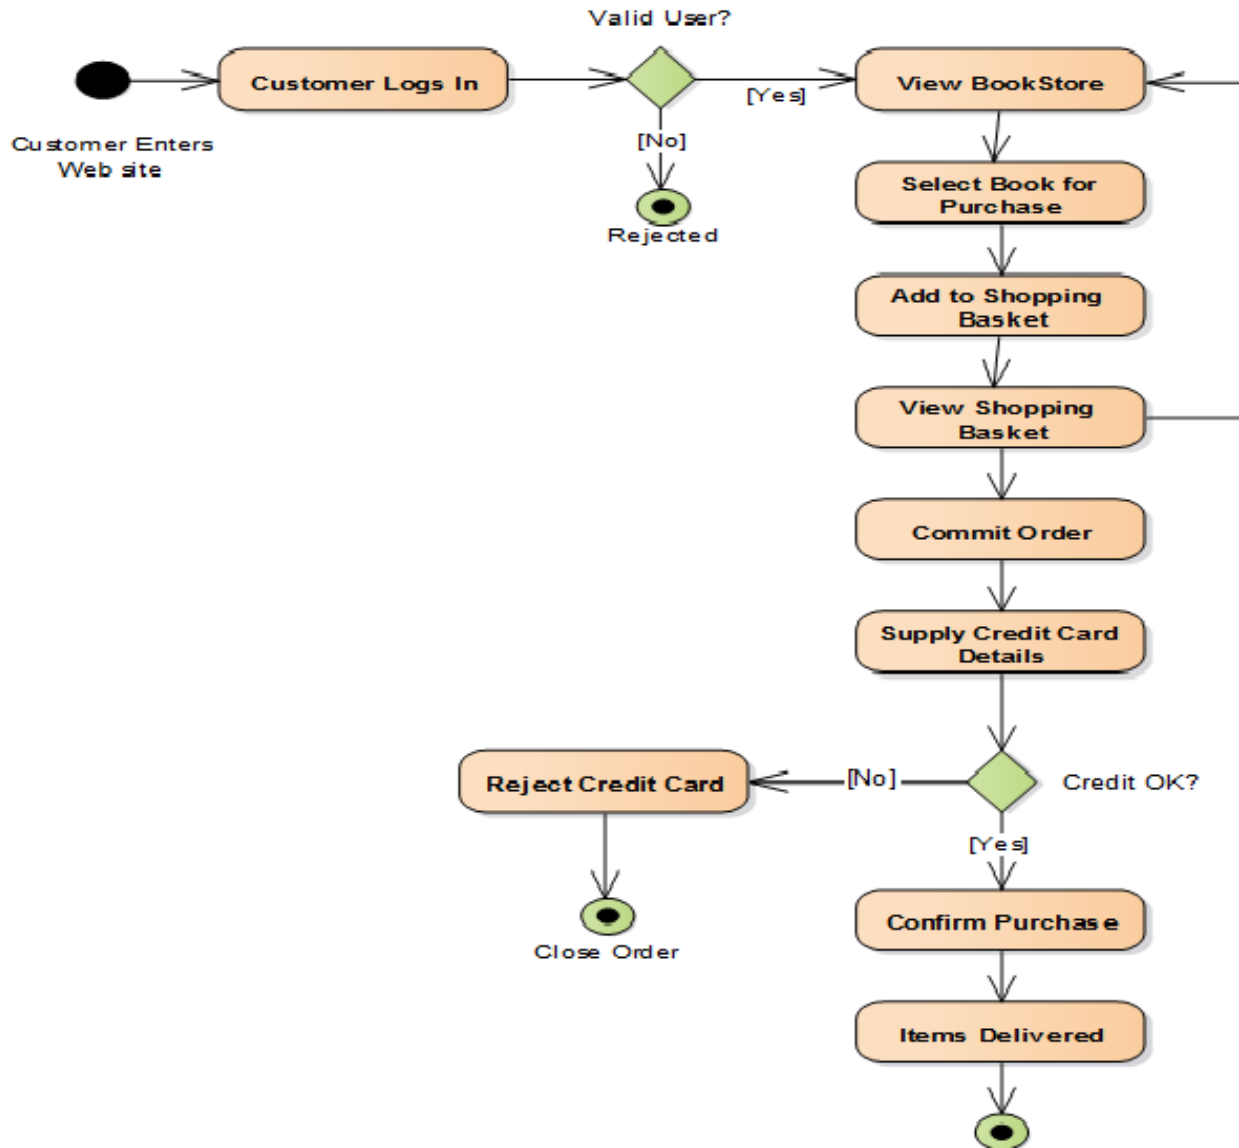 Valid User?
Customer Logs In
[Yes]
View BookStore
Customer Enters
Web site
[No]
Rejected
Select Book for
Purchase
Add to Shopping
Basket
View Shopping
Basket
Commit Order
Supply Credit Card
Details
Reject Credit Card
[No]
Credit OK?
[Yes]
Close Order
Confirm Purchase
Items Delivered